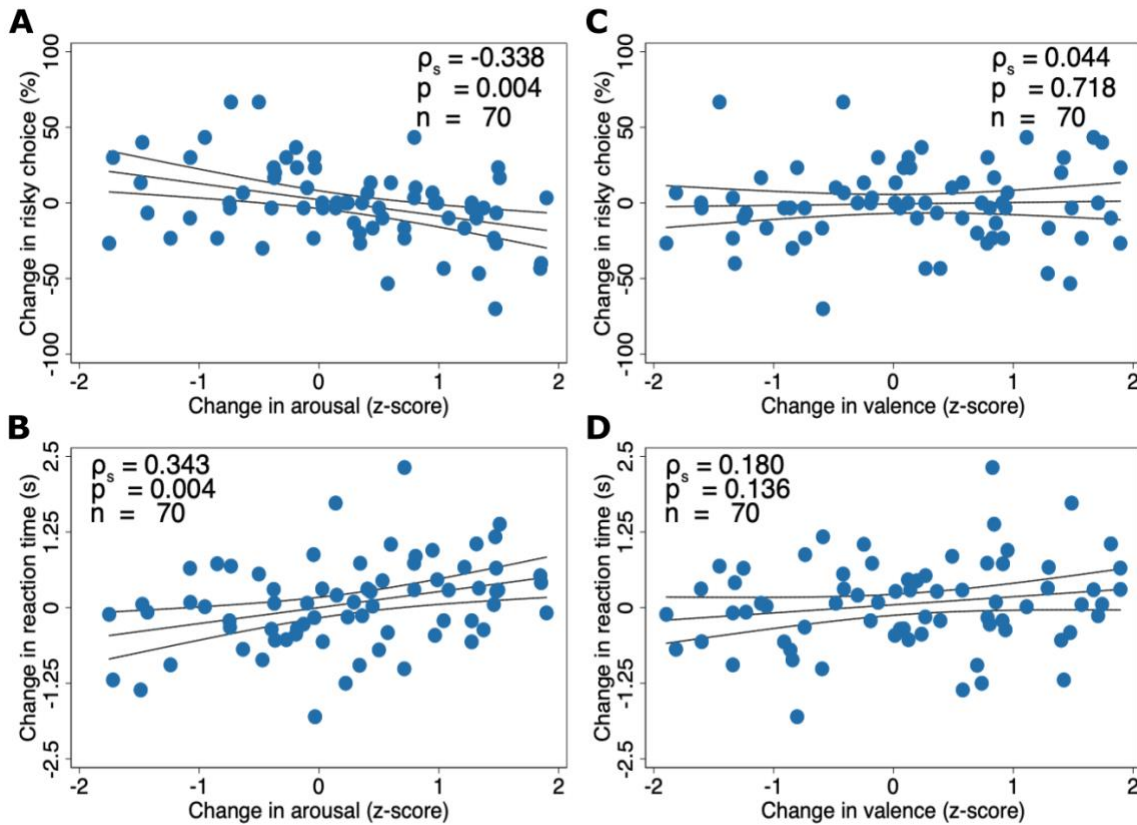 A
Change in risky choice (%)
100
50
0
-50
-100
ρs = -0.338
p = 0.004
n = 70
-2 -1 0 1 2
Change in arousal (z-score)
C
Change in risky choice (%)
100
50
0
-50
-100
ρs = 0.044
p = 0.718
n = 70
-2 -1 0 1 2
Change in valence (z-score)
B
Change in reaction time (s)
2.5
1.25
0
-1.25
-2.5
ρs = 0.343
p = 0.004
n = 70
-2 -1 0 1 2
Change in arousal (z-score)
D
Change in reaction time (s)
2.5
1.25
0
-1.25
-2.5
ρs = 0.180
p = 0.136
n = 70
-2 -1 0 1 2
Change in valence (z-score)